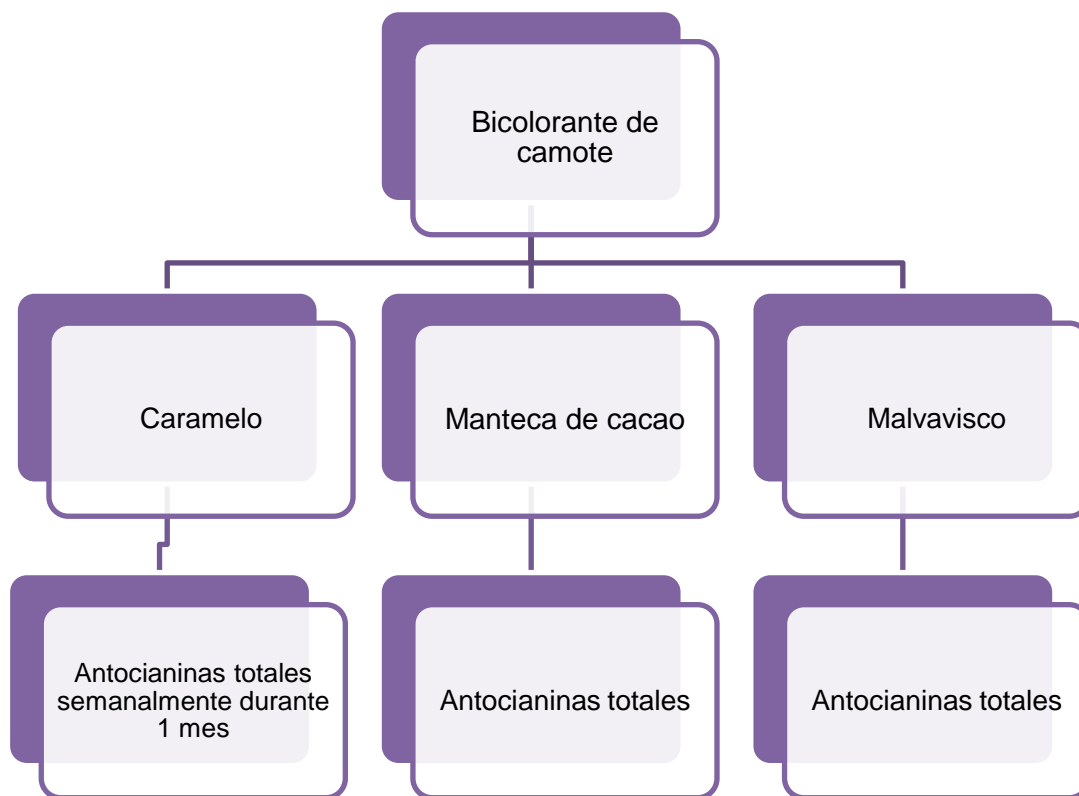 Bicolorante de
camote
Caramelo
Manteca de cacao
Malvavisco
Antocianinas totales
semanalmente durante
1 mes
Antocianinas totales
Antocianinas totales